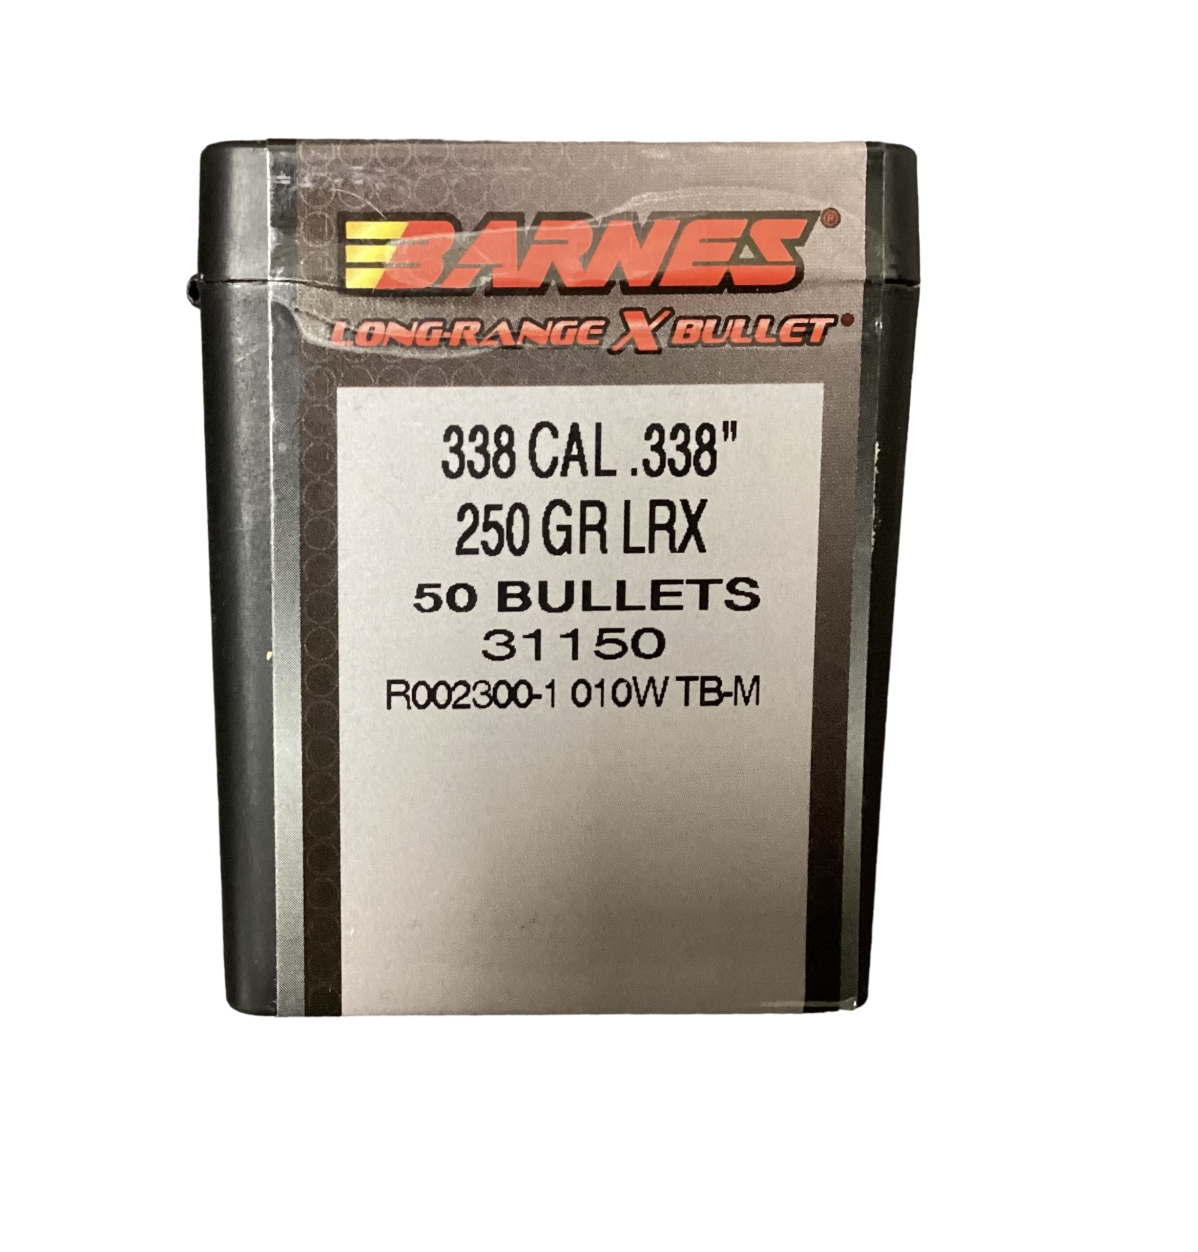 BARNES®
LONG-RANGE X BULLET
338 CAL .338"
250 GR LRX
50 BULLETS
31150
R002300-1 010W TB-M